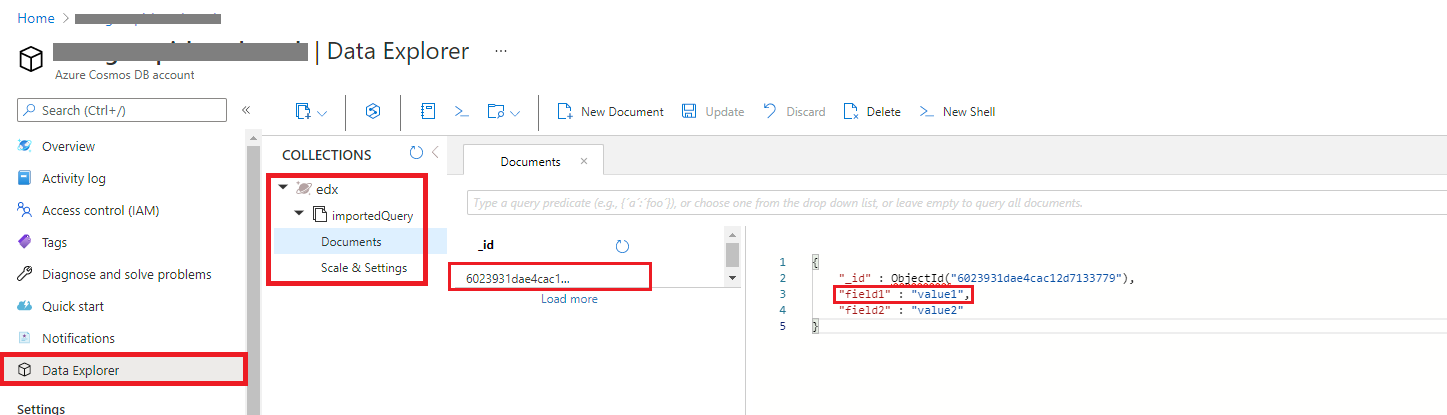 Home >
| Data Explorer ...
Azure Cosmos DB account
Search (Ctrl+/)
«
New Document
Update
Discard
Delete
New Shell
Overview
Activity log
Access control (IAM)
Tags
Diagnose and solve problems
Quick start
Notifications
Data Explorer
Settings
COLLECTIONS
edx
importedQuery
Documents
Scale & Settings
Documents ×
Type a query predicate (e.g., {´a´:´foo´}), or choose one from the drop down list, or leave empty to query all documents.
_id
6023931dae4cac1...
Load more
1 {
2 "_id" : ObjectId("6023931dae4cac12d7133779"),
3 "field1" : "value1",
4 "field2" : "value2"
5 }